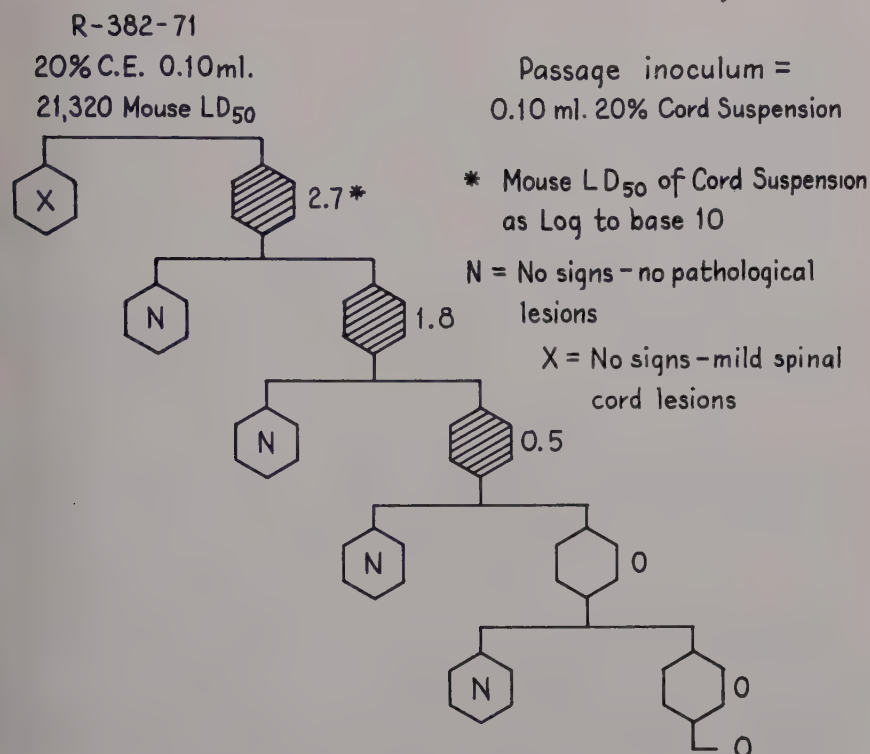 R-382-71
20% C.E. 0.10ml.
21,320 Mouse LD50
Passage inoculum =
0.10 ml. 20% Cord Suspension
* Mouse LD50 of Cord Suspension
as Log to base 10
N = No signs - no pathological
lesions
X = No signs - mild spinal
cord lesions
X
2.7*
N
1.8
N
0.5
N
0
N
0
0